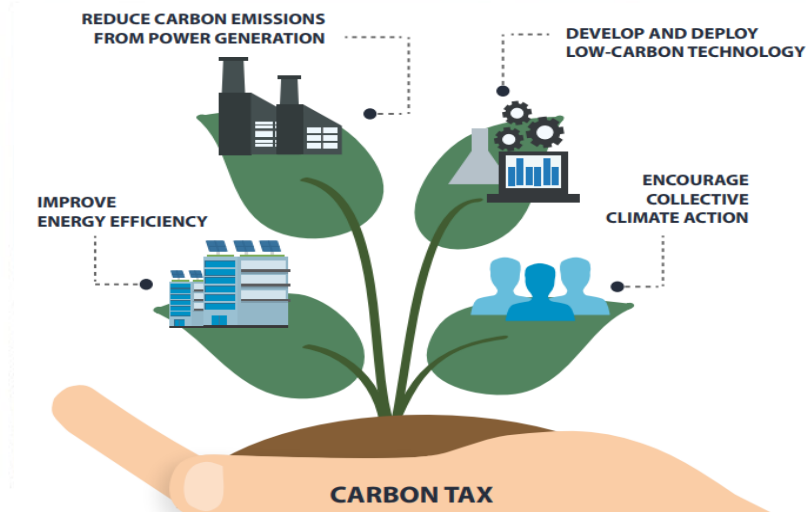 REDUCE CARBON EMISSIONS
FROM POWER GENERATION
DEVELOP AND DEPLOY
LOW-CARBON TECHNOLOGY
IMPROVE
ENERGY EFFICIENCY
ENCOURAGE
COLLECTIVE
CLIMATE ACTION
CARBON TAX